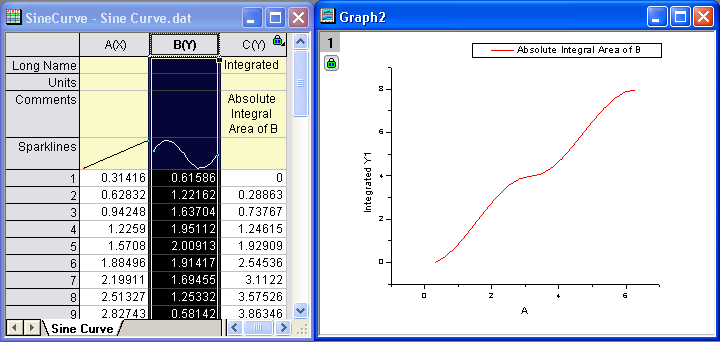 SineCurve - Sine Curve.dat
A(X) B(Y) C(Y)
Long Name Integrated
Units
Comments Absolute
Integral
Area of B
Sparklines
1 0.31416 0.61586 0
2 0.62832 1.22162 0.28863
3 0.94248 1.63704 0.73767
4 1.2259 1.95112 1.24615
5 1.5708 2.00913 1.92909
6 1.88496 1.91417 2.54536
7 2.19911 1.69455 3.1122
8 2.51327 1.25332 3.57526
9 2.82743 0.58142 3.86346
Sine Curve
Graph2
1
Absolute Integral Area of B
8
6
4
2
0
Integrated Y1
0 2 4 6
A